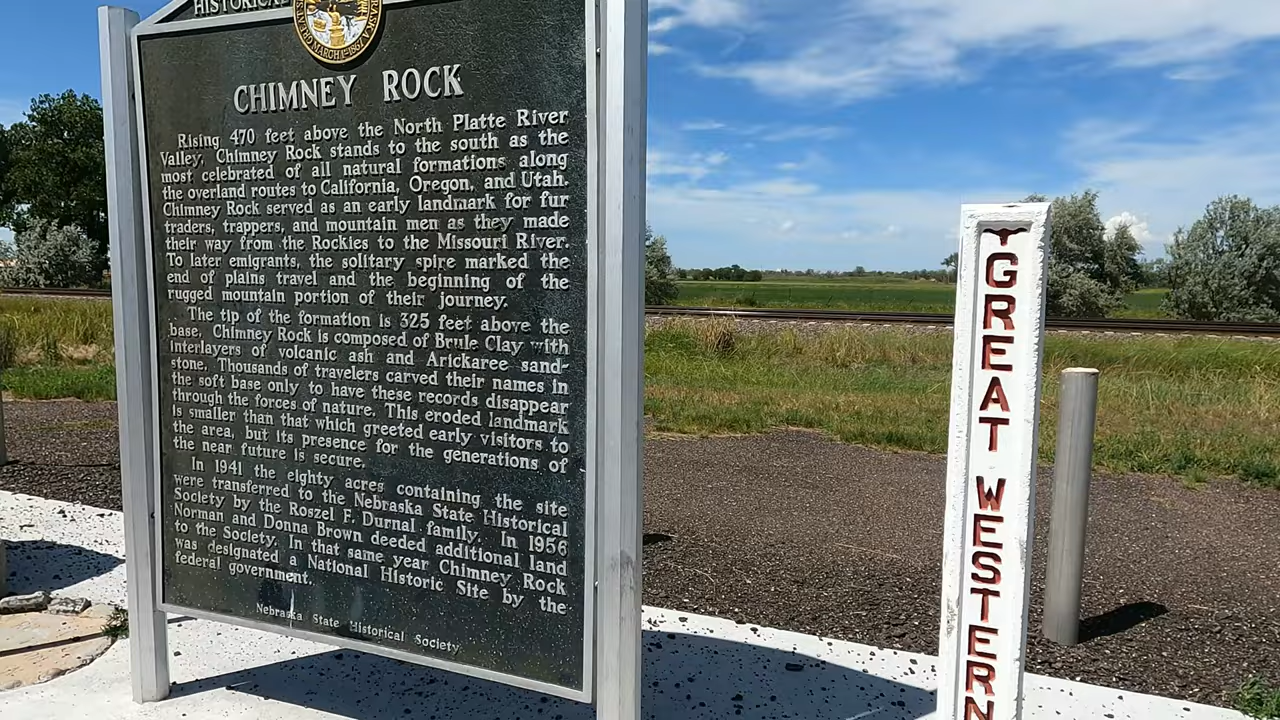 HISTORICAL
MARCH 1ST 1867
CHIMNEY ROCK
Rising 470 feet above the North Platte River
Valley, Chimney Rock stands to the south as the
most celebrated of all natural formations along
the overland routes to California, Oregon, and Utah.
Chimney Rock served as an early landmark for fur
traders, trappers, and mountain men as they made
their way from the Rockies to the Missouri River.
To later emigrants, the solitary spire marked the
end of plains travel and the beginning of the
rugged mountain portion of their journey.
The tip of the formation is 325 feet above the
base. Chimney Rock is composed of Brule Clay with
interlayers of volcanic ash and Arickaree sand-
stone. Thousands of travelers carved their names in
the soft base only to have these records disappear
through the forces of nature. This eroded landmark
is smaller than that which greeted early visitors to
the area, but its presence for the generations of
the near future is secure.
In 1941 the eighty acres containing the site
were transferred to the Nebraska State Historical
Society by the Roszel F. Durnal family. In 1956
Norman and Donna Brown deeded additional land
to the Society. In that same year Chimney Rock
was designated a National Historic Site by the
federal government.
Nebraska State Historical Society
GREAT WESTERN